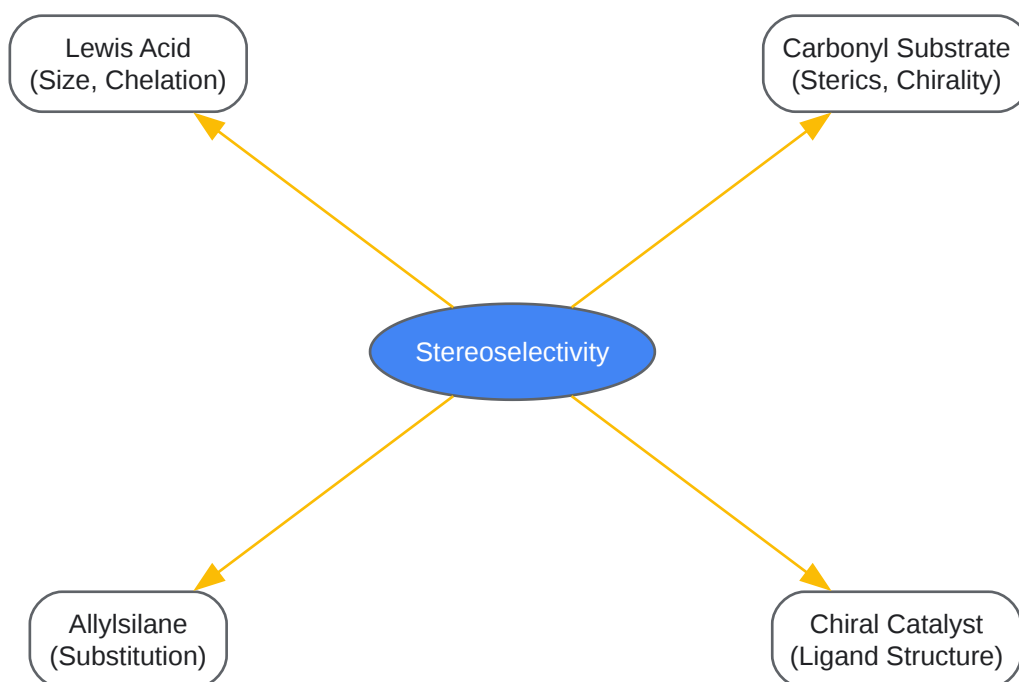 Lewis Acid
(Size, Chelation)
Carbonyl Substrate
(Sterics, Chirality)
Stereoselectivity
Allylsilane
(Substitution)
Chiral Catalyst
(Ligand Structure)